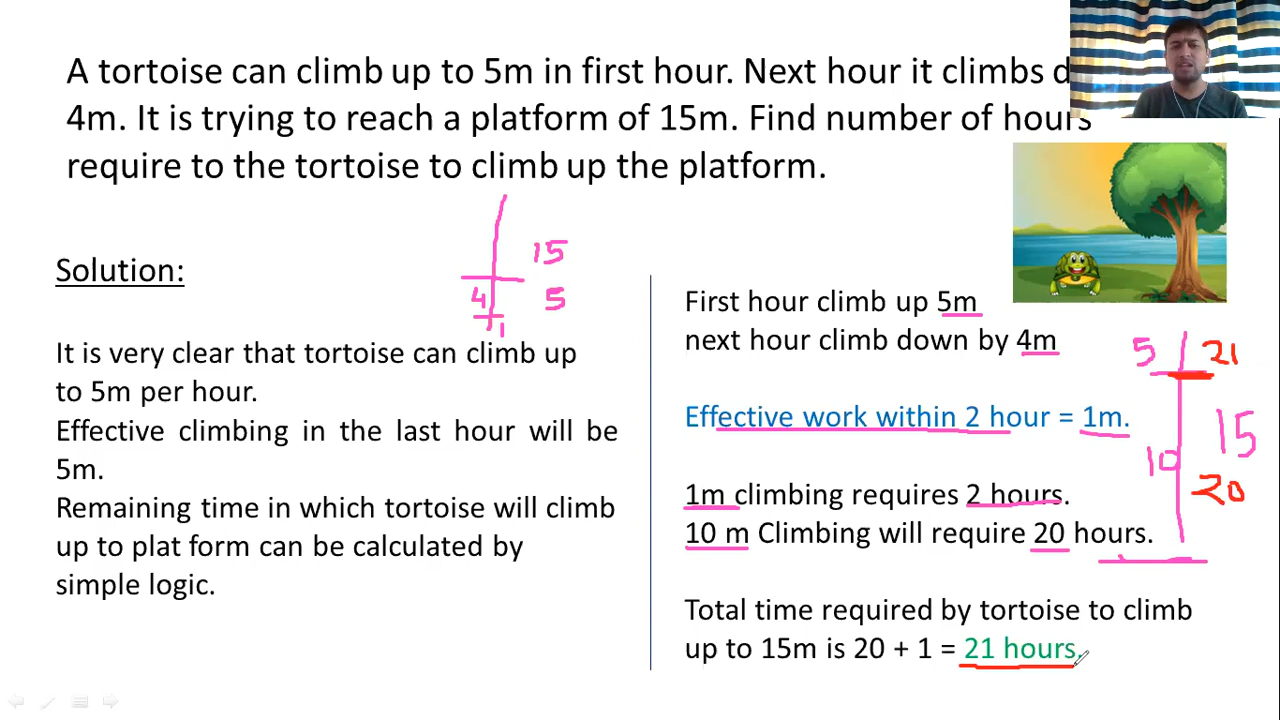 A tortoise can climb up to 5m in first hour. Next hour it climbs
4m. It is trying to reach a platform of 15m. Find number of hours
require to the tortoise to climb up the platform.
15
4 5
1
Solution:
It is very clear that tortoise can climb up
to 5m per hour.
Effective climbing in the last hour will be
5m.
Remaining time in which tortoise will climb
up to plat form can be calculated by
simple logic.
First hour climb up 5m
next hour climb down by 4m
Effective work within 2 hour = 1m.
1m climbing requires 2 hours.
10 m Climbing will require 20 hours.
Total time required by tortoise to climb
up to 15m is 20 + 1 = 21 hours.
5 21
15
10
20